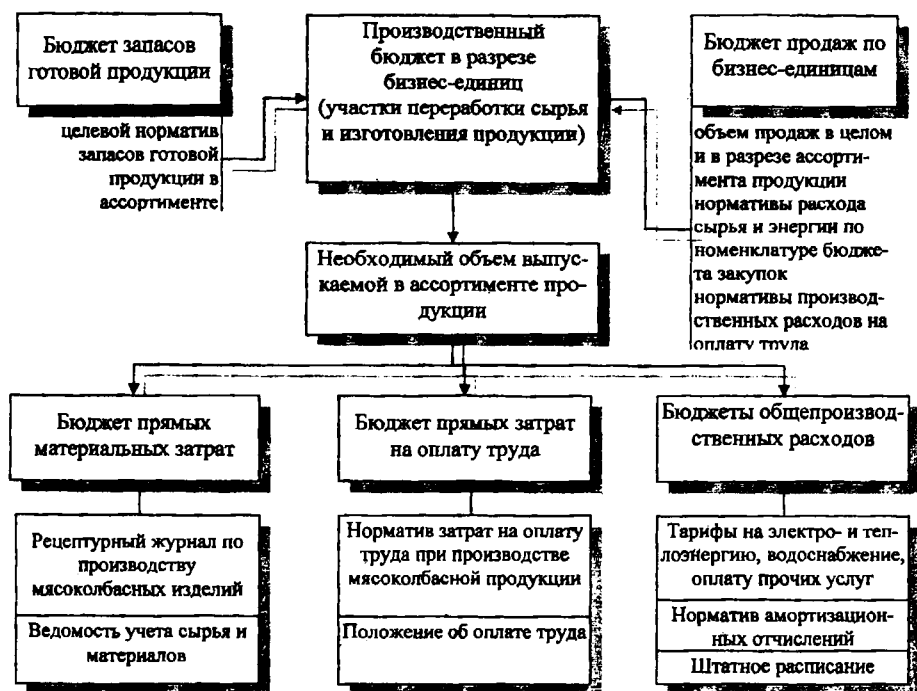 Бюджет запасов
готовой продукции
целевой норматив
запасов готовой
продукции в
ассортименте
Производственный
бюджет в разрезе
бизнес-единиц
(участки переработки сырья
и изготовления продукции)
Бюджет продаж по
бизнес-единицам
объем продаж в целом
и в разрезе ассорти-
мента продукции
нормативы расхода
сырья и энергии по
номенклатуре бюдже-
та закупок
нормативы производ-
ственных расходов на
оплату труда
Необходимый объем выпус-
каемой в ассортименте про-
дукции
Бюджет прямых
материальных затрат
Бюджет прямых затрат
на оплату труда
Бюджеты общепроизвод-
ственных расходов
Рецептурный журнал по
производству
мясоколбасных изделий
Ведомость учета сырья и
материалов
Норматив затрат на оплату
труда при производстве
мясоколбасной продукции
Положение об оплате труда
Тарифы на электро- и теп-
лоэнергию, водоснабжение,
оплату прочих услуг
Норматив амортизацион-
ных отчислений
Штатное расписание